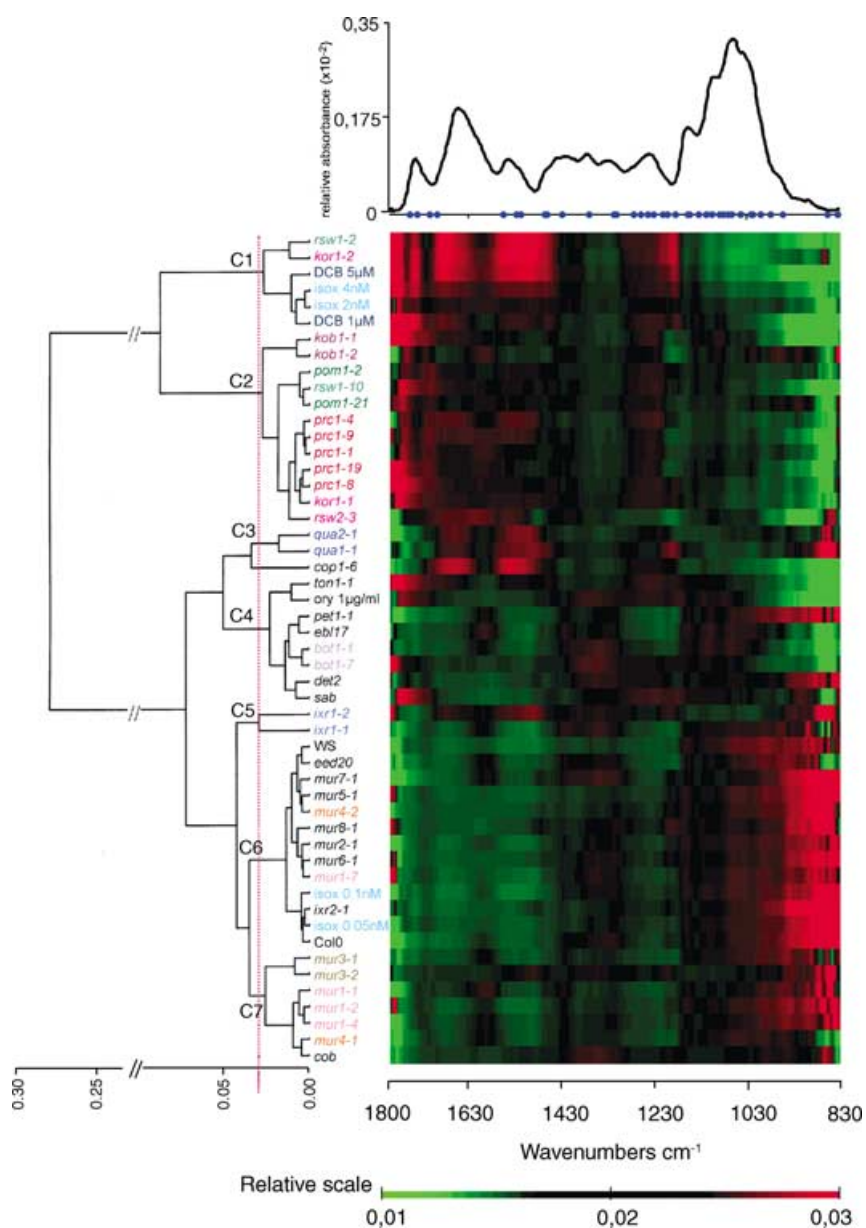 0,35
relative absorbance (x10⁻²)
0,175
0
C1
rsw1-2
kor1-2
DCB 5µM
isox 4nM
isox 2nM
DCB 1µM
C2
kob1-1
kob1-2
pom1-2
rsw1-10
pom1-21
prc1-4
prc1-9
prc1-1
prc1-19
prc1-8
kor1-1
rsw2-3
C3
qua2-1
qua1-1
cop1-6
C4
ton1-1
ory 1µg/ml
pet1-1
ebl17
bot1-1
bot1-7
det2
sab
C5
ixr1-2
ixr1-1
C6
WS
eed20
mur7-1
mur5-1
mur4-2
mur8-1
mur2-1
mur6-1
mur1-7
isox 0.1nM
ixr2-1
isox 0.05nM
Col0
C7
mur3-1
mur3-2
mur1-1
mur1-2
mur1-4
mur4-1
cob
0.30
0.25
0.05
0.00
1800 1630 1430 1230 1030 830
Wavenumbers cm⁻¹
Relative scale
0,01 0,02 0,03